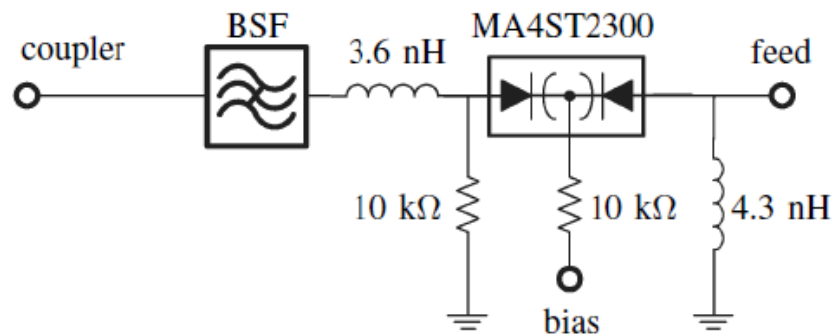 BSF
MA4ST2300
coupler
3.6 nH
feed
10 kΩ
10 kΩ
4.3 nH
bias